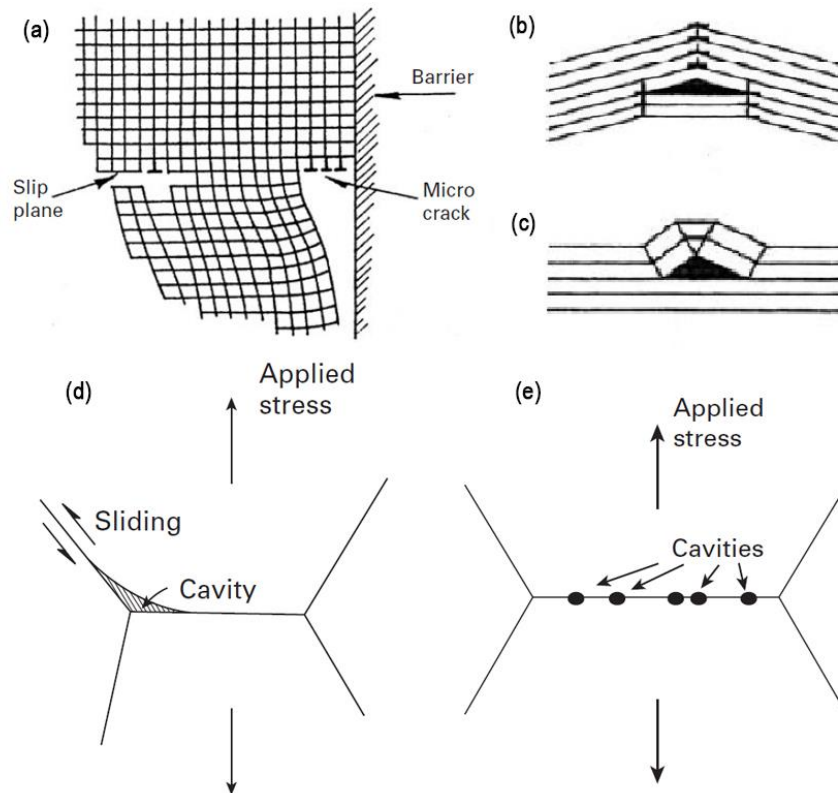 (a)
Barrier
Slip
plane
Micro
crack
(b)
(c)
(d)
Applied
stress
Sliding
Cavity
(e)
Applied
stress
Cavities